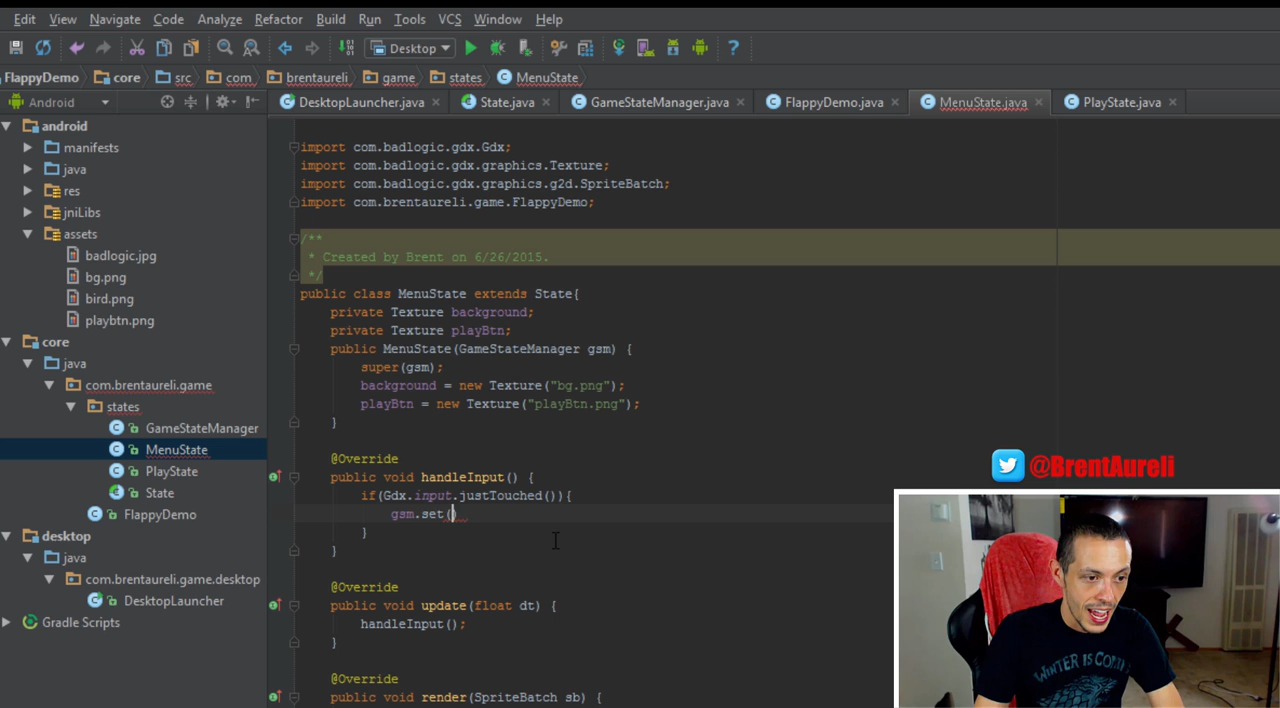 Edit View Navigate Code Analyze Refactor Build Run Tools VCS Window Help
Desktop
FlappyDemo core src com brentaureli game states MenuState
Android
DesktopLauncher.java State.java GameStateManager.java FlappyDemo.java MenuState.java PlayState.java
android
manifests
java
res
jniLibs
assets
badlogic.jpg
bg.png
bird.png
playbtn.png
core
java
com.brentaureli.game
states
GameStateManager
MenuState
PlayState
State
FlappyDemo
desktop
java
com.brentaureli.game.desktop
DesktopLauncher
Gradle Scripts
import com.badlogic.gdx.Gdx;
import com.badlogic.gdx.graphics.Texture;
import com.badlogic.gdx.graphics.g2d.SpriteBatch;
import com.brentaureli.game.FlappyDemo;
/**
* Created by Brent on 6/26/2015.
*/
public class MenuState extends State{
private Texture background;
private Texture playBtn;
public MenuState(GameStateManager gsm) {
super(gsm);
background = new Texture("bg.png");
playBtn = new Texture("playBtn.png");
}
@Override
public void handleInput() {
if(Gdx.input.justTouched()){
gsm.set()
}
}
@Override
public void update(float dt) {
handleInput();
}
@Override
public void render(SpriteBatch sb) {
@BrentAureli
WINTER IS COMING